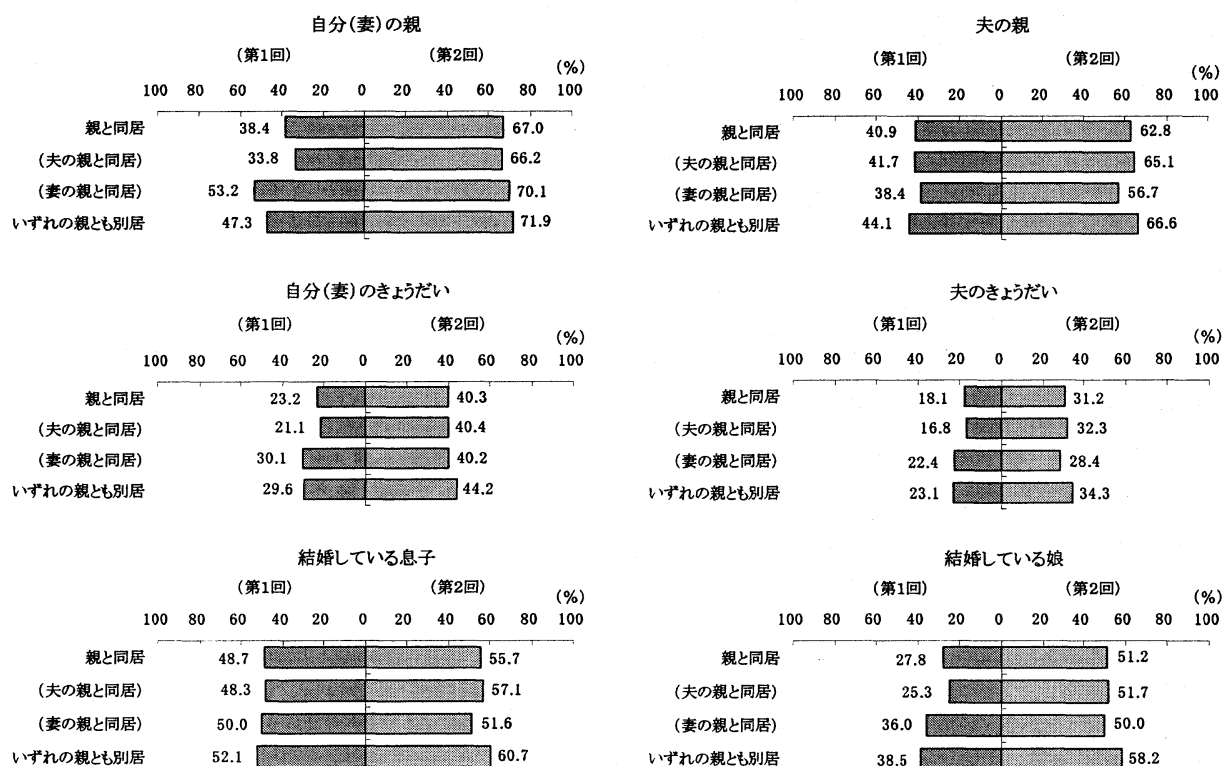 自分(妻)の親
(第1回) (第2回)
(%)
100 80 60 40 20 0 20 40 60 80 100
親と同居 38.4 67.0
(夫の親と同居) 33.8 66.2
(妻の親と同居) 53.2 70.1
いずれの親とも別居 47.3 71.9
夫の親
(第1回) (第2回)
(%)
100 80 60 40 20 0 20 40 60 80 100
親と同居 40.9 62.8
(夫の親と同居) 41.7 65.1
(妻の親と同居) 38.4 56.7
いずれの親とも別居 44.1 66.6
自分(妻)のきょうだい
(第1回) (第2回)
(%)
100 80 60 40 20 0 20 40 60 80 100
親と同居 23.2 40.3
(夫の親と同居) 21.1 40.4
(妻の親と同居) 30.1 40.2
いずれの親とも別居 29.6 44.2
夫のきょうだい
(第1回) (第2回)
(%)
100 80 60 40 20 0 20 40 60 80 100
親と同居 18.1 31.2
(夫の親と同居) 16.8 32.3
(妻の親と同居) 22.4 28.4
いずれの親とも別居 23.1 34.3
結婚している息子
(第1回) (第2回)
(%)
100 80 60 40 20 0 20 40 60 80 100
親と同居 48.7 55.7
(夫の親と同居) 48.3 57.1
(妻の親と同居) 50.0 51.6
いずれの親とも別居 52.1 60.7
結婚している娘
(第1回) (第2回)
(%)
100 80 60 40 20 0 20 40 60 80 100
親と同居 27.8 51.2
(夫の親と同居) 25.3 51.7
(妻の親と同居) 36.0 50.0
いずれの親とも別居 38.5 58.2